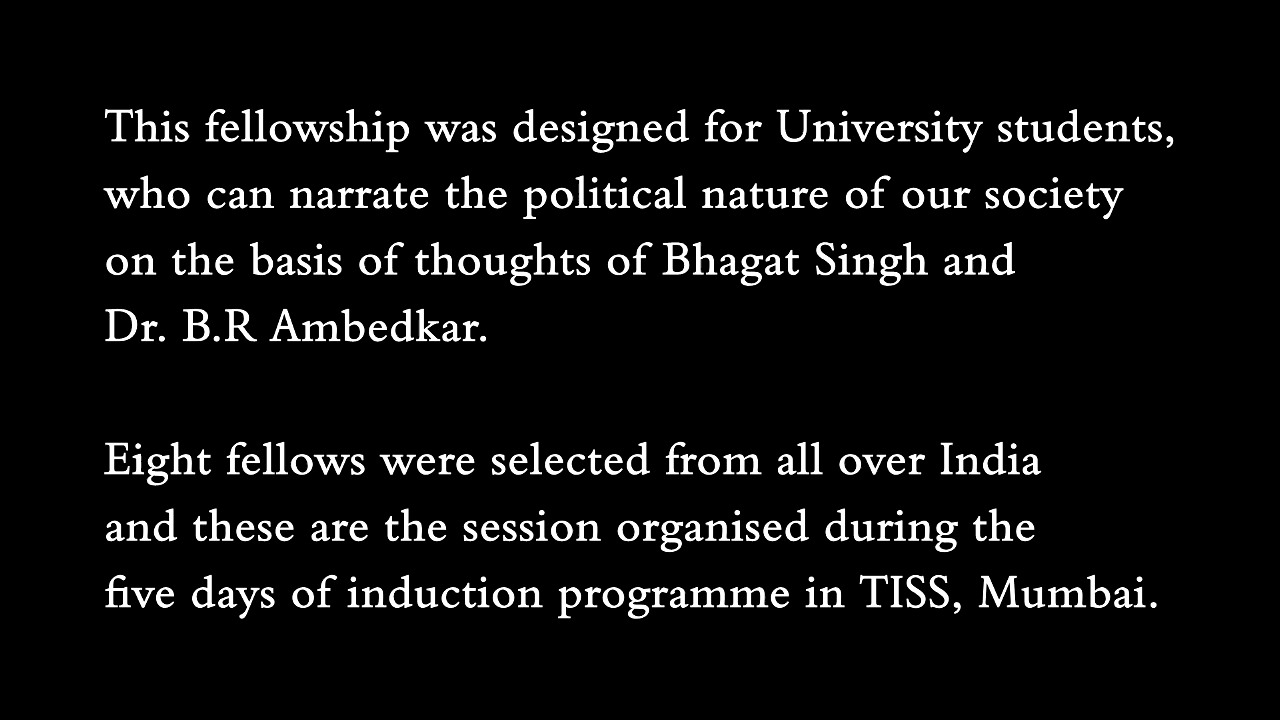 This fellowship was designed for University students,
who can narrate the political nature of our society
on the basis of thoughts of Bhagat Singh and
Dr. B.R Ambedkar.
Eight fellows were selected from all over India
and these are the session organised during the
five days of induction programme in TISS, Mumbai.